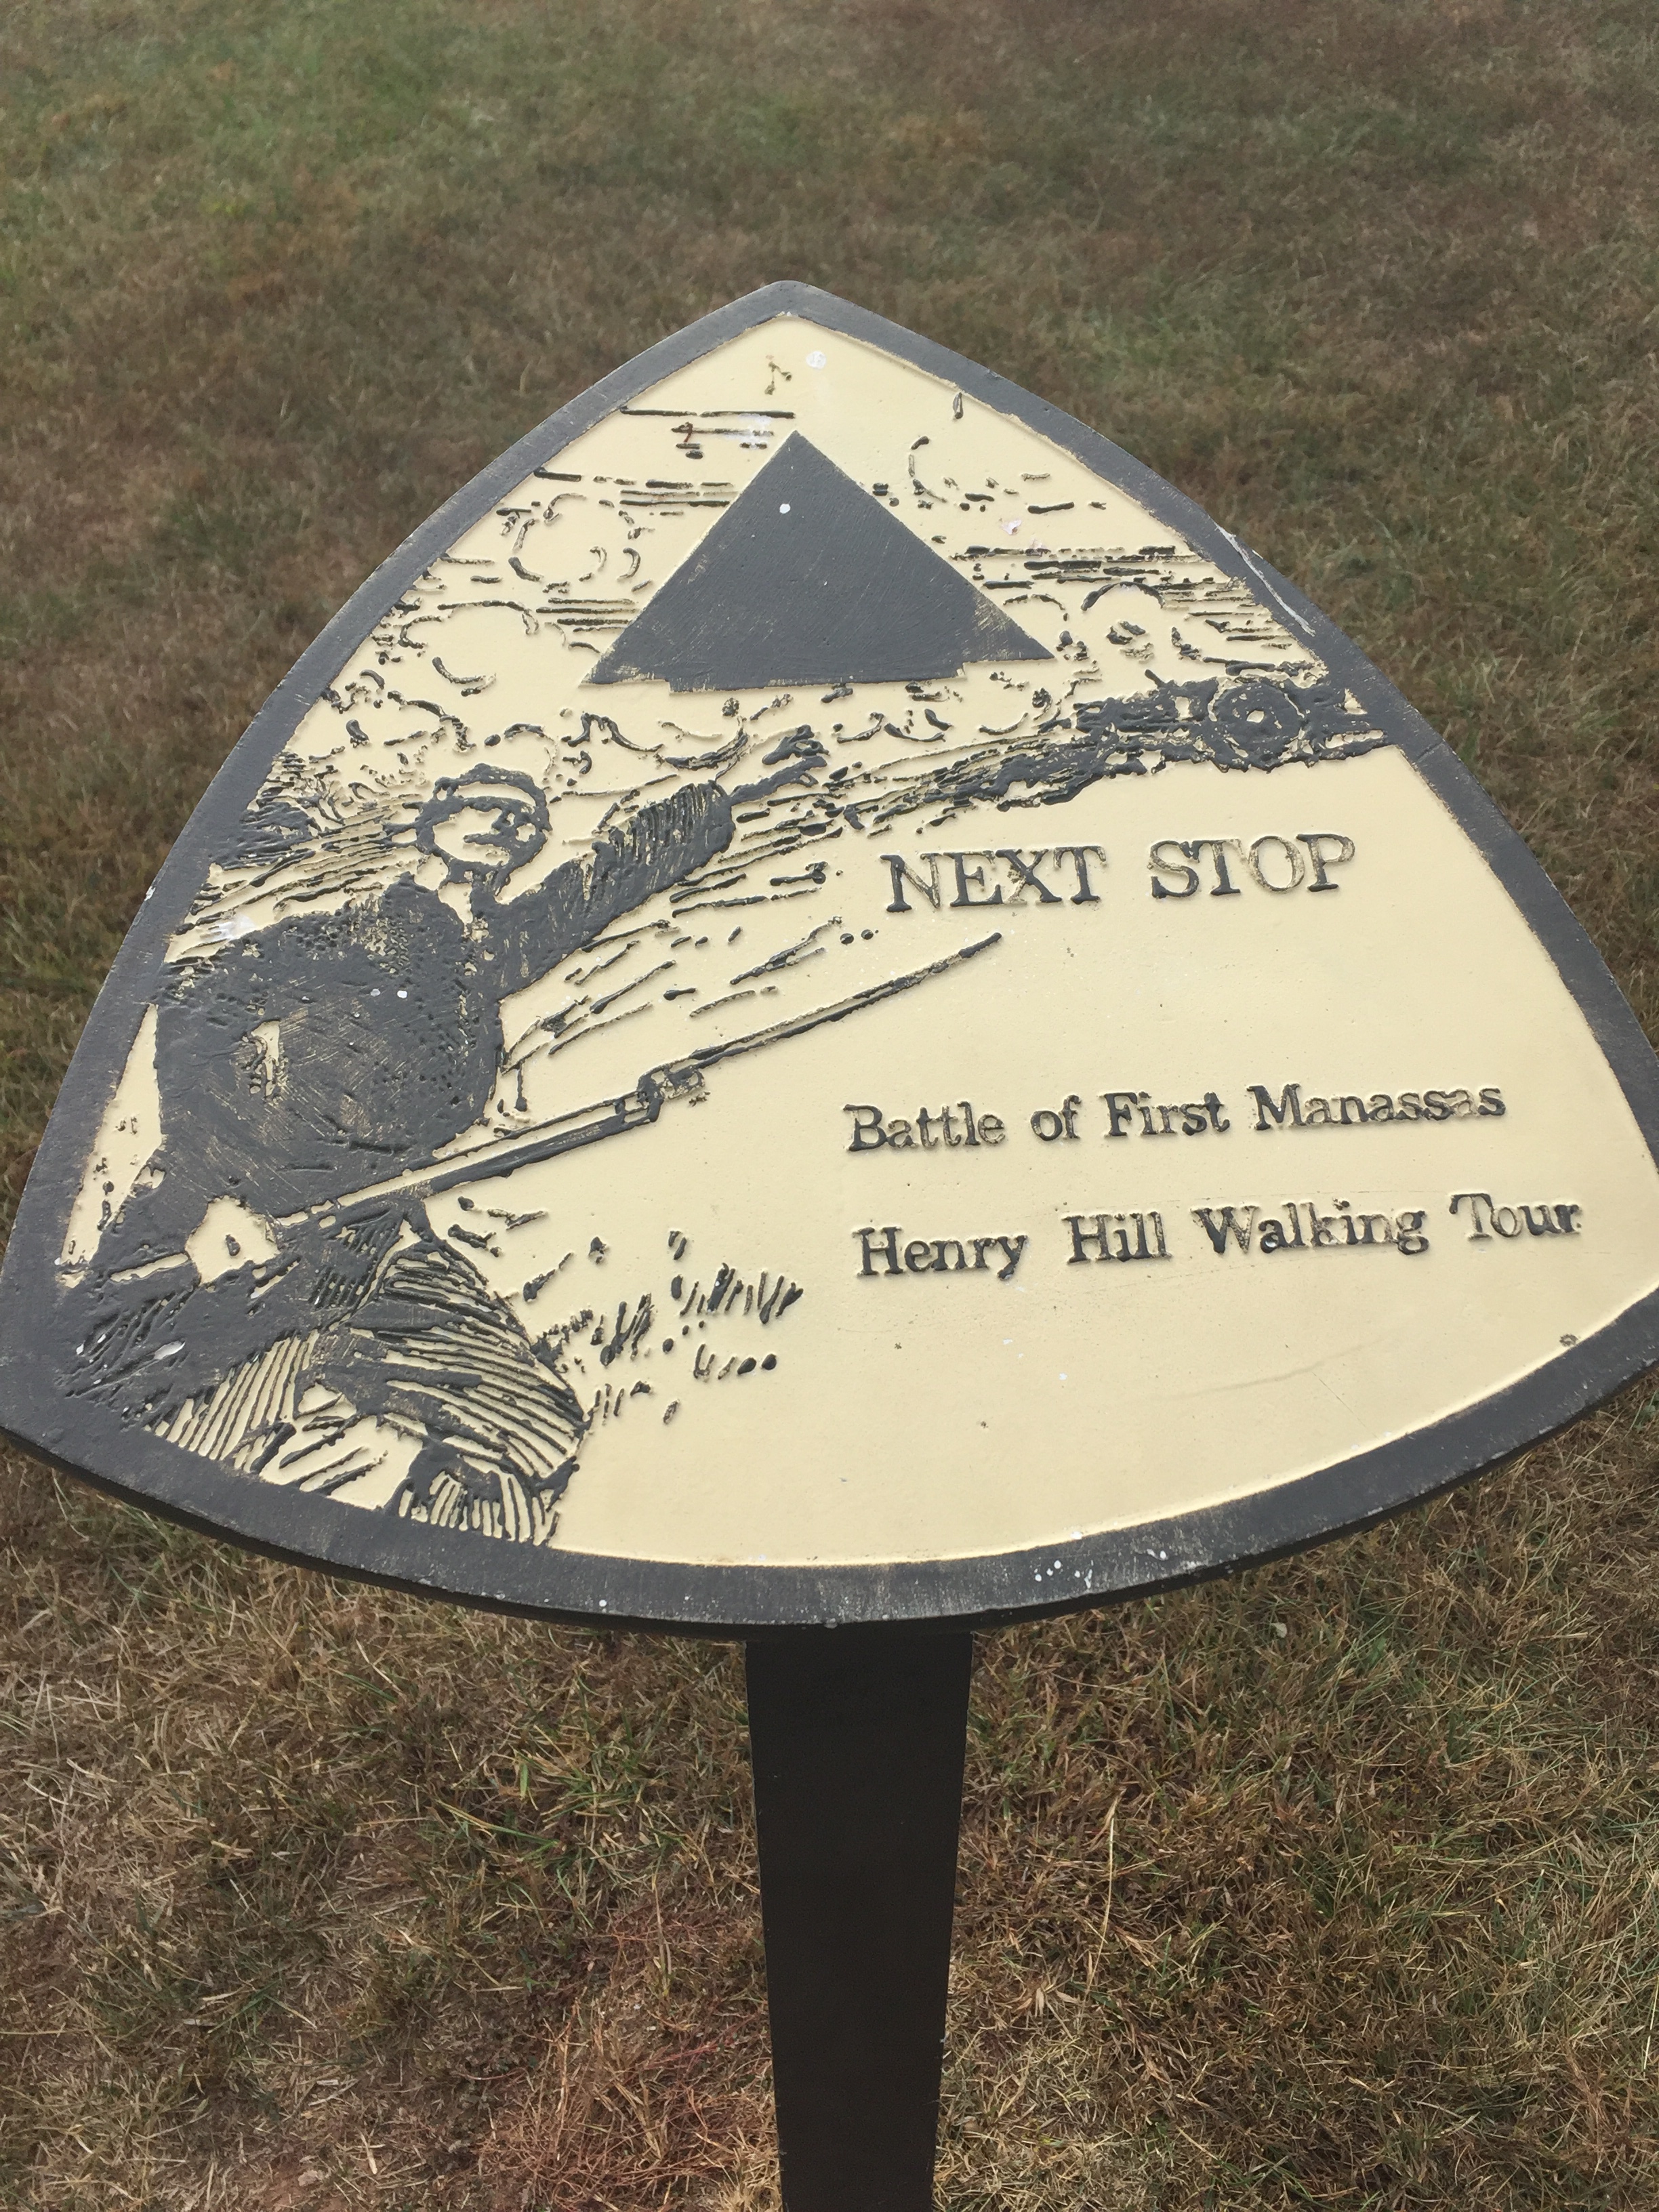 NEXT STOP
Battle of First Manassas
Henry Hill Walking Tour